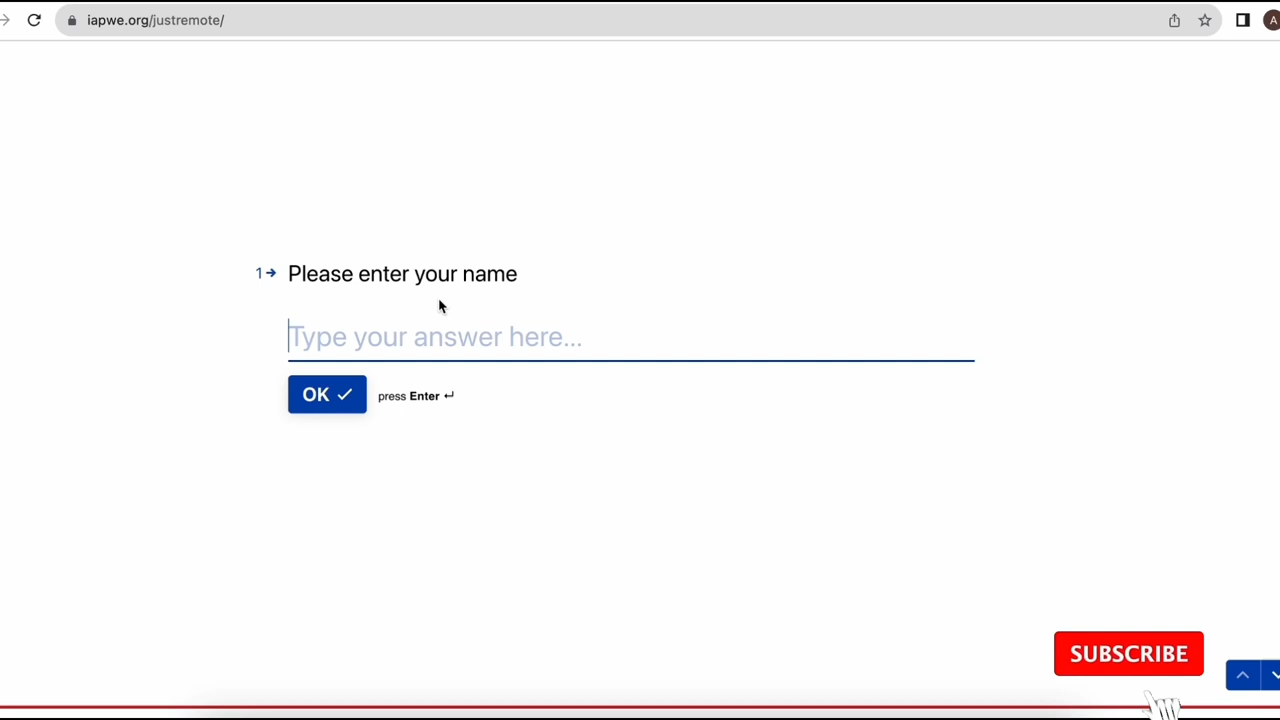 iapwe.org/justremote/
A
1 Please enter your name
Type your answer here...
OK press Enter
SUBSCRIBE